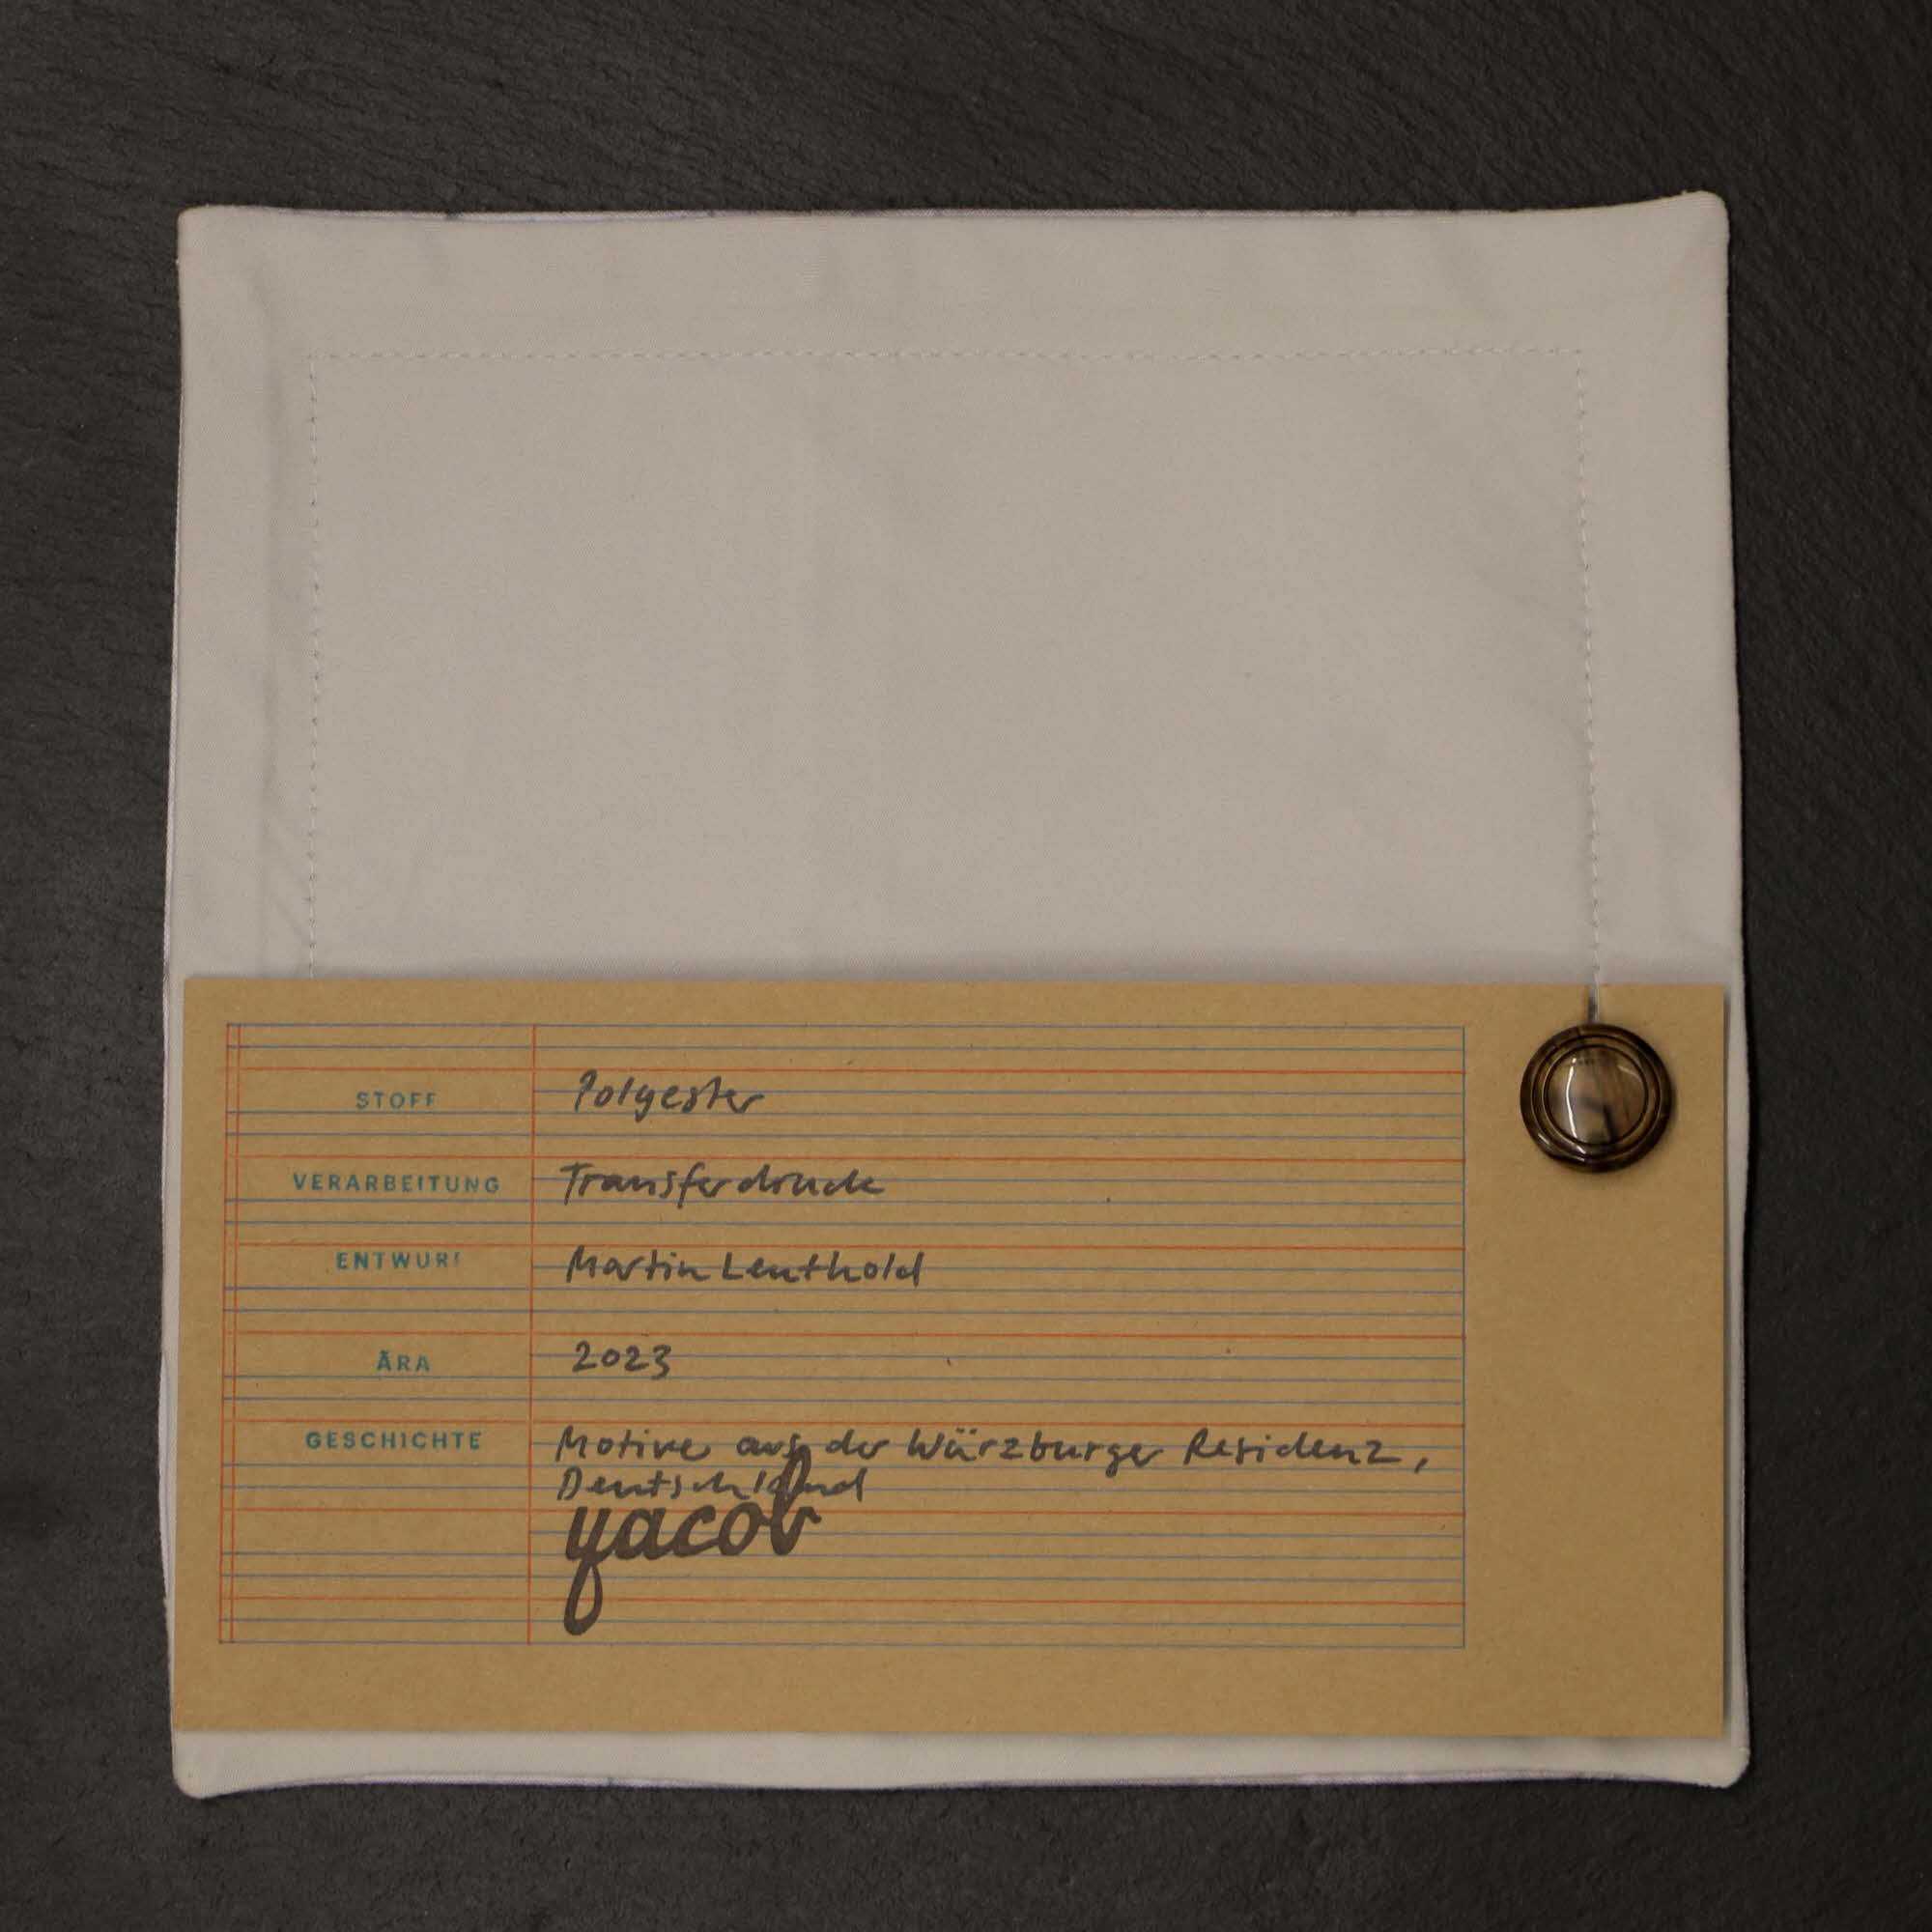 STOFF Polyester
VERARBEITUNG Transferdruck
ENTWURF Martin Leuthold
ÄRA 2023
GESCHICHTE Motive aus der Würzburger Residenz,
Deutschland
yacob